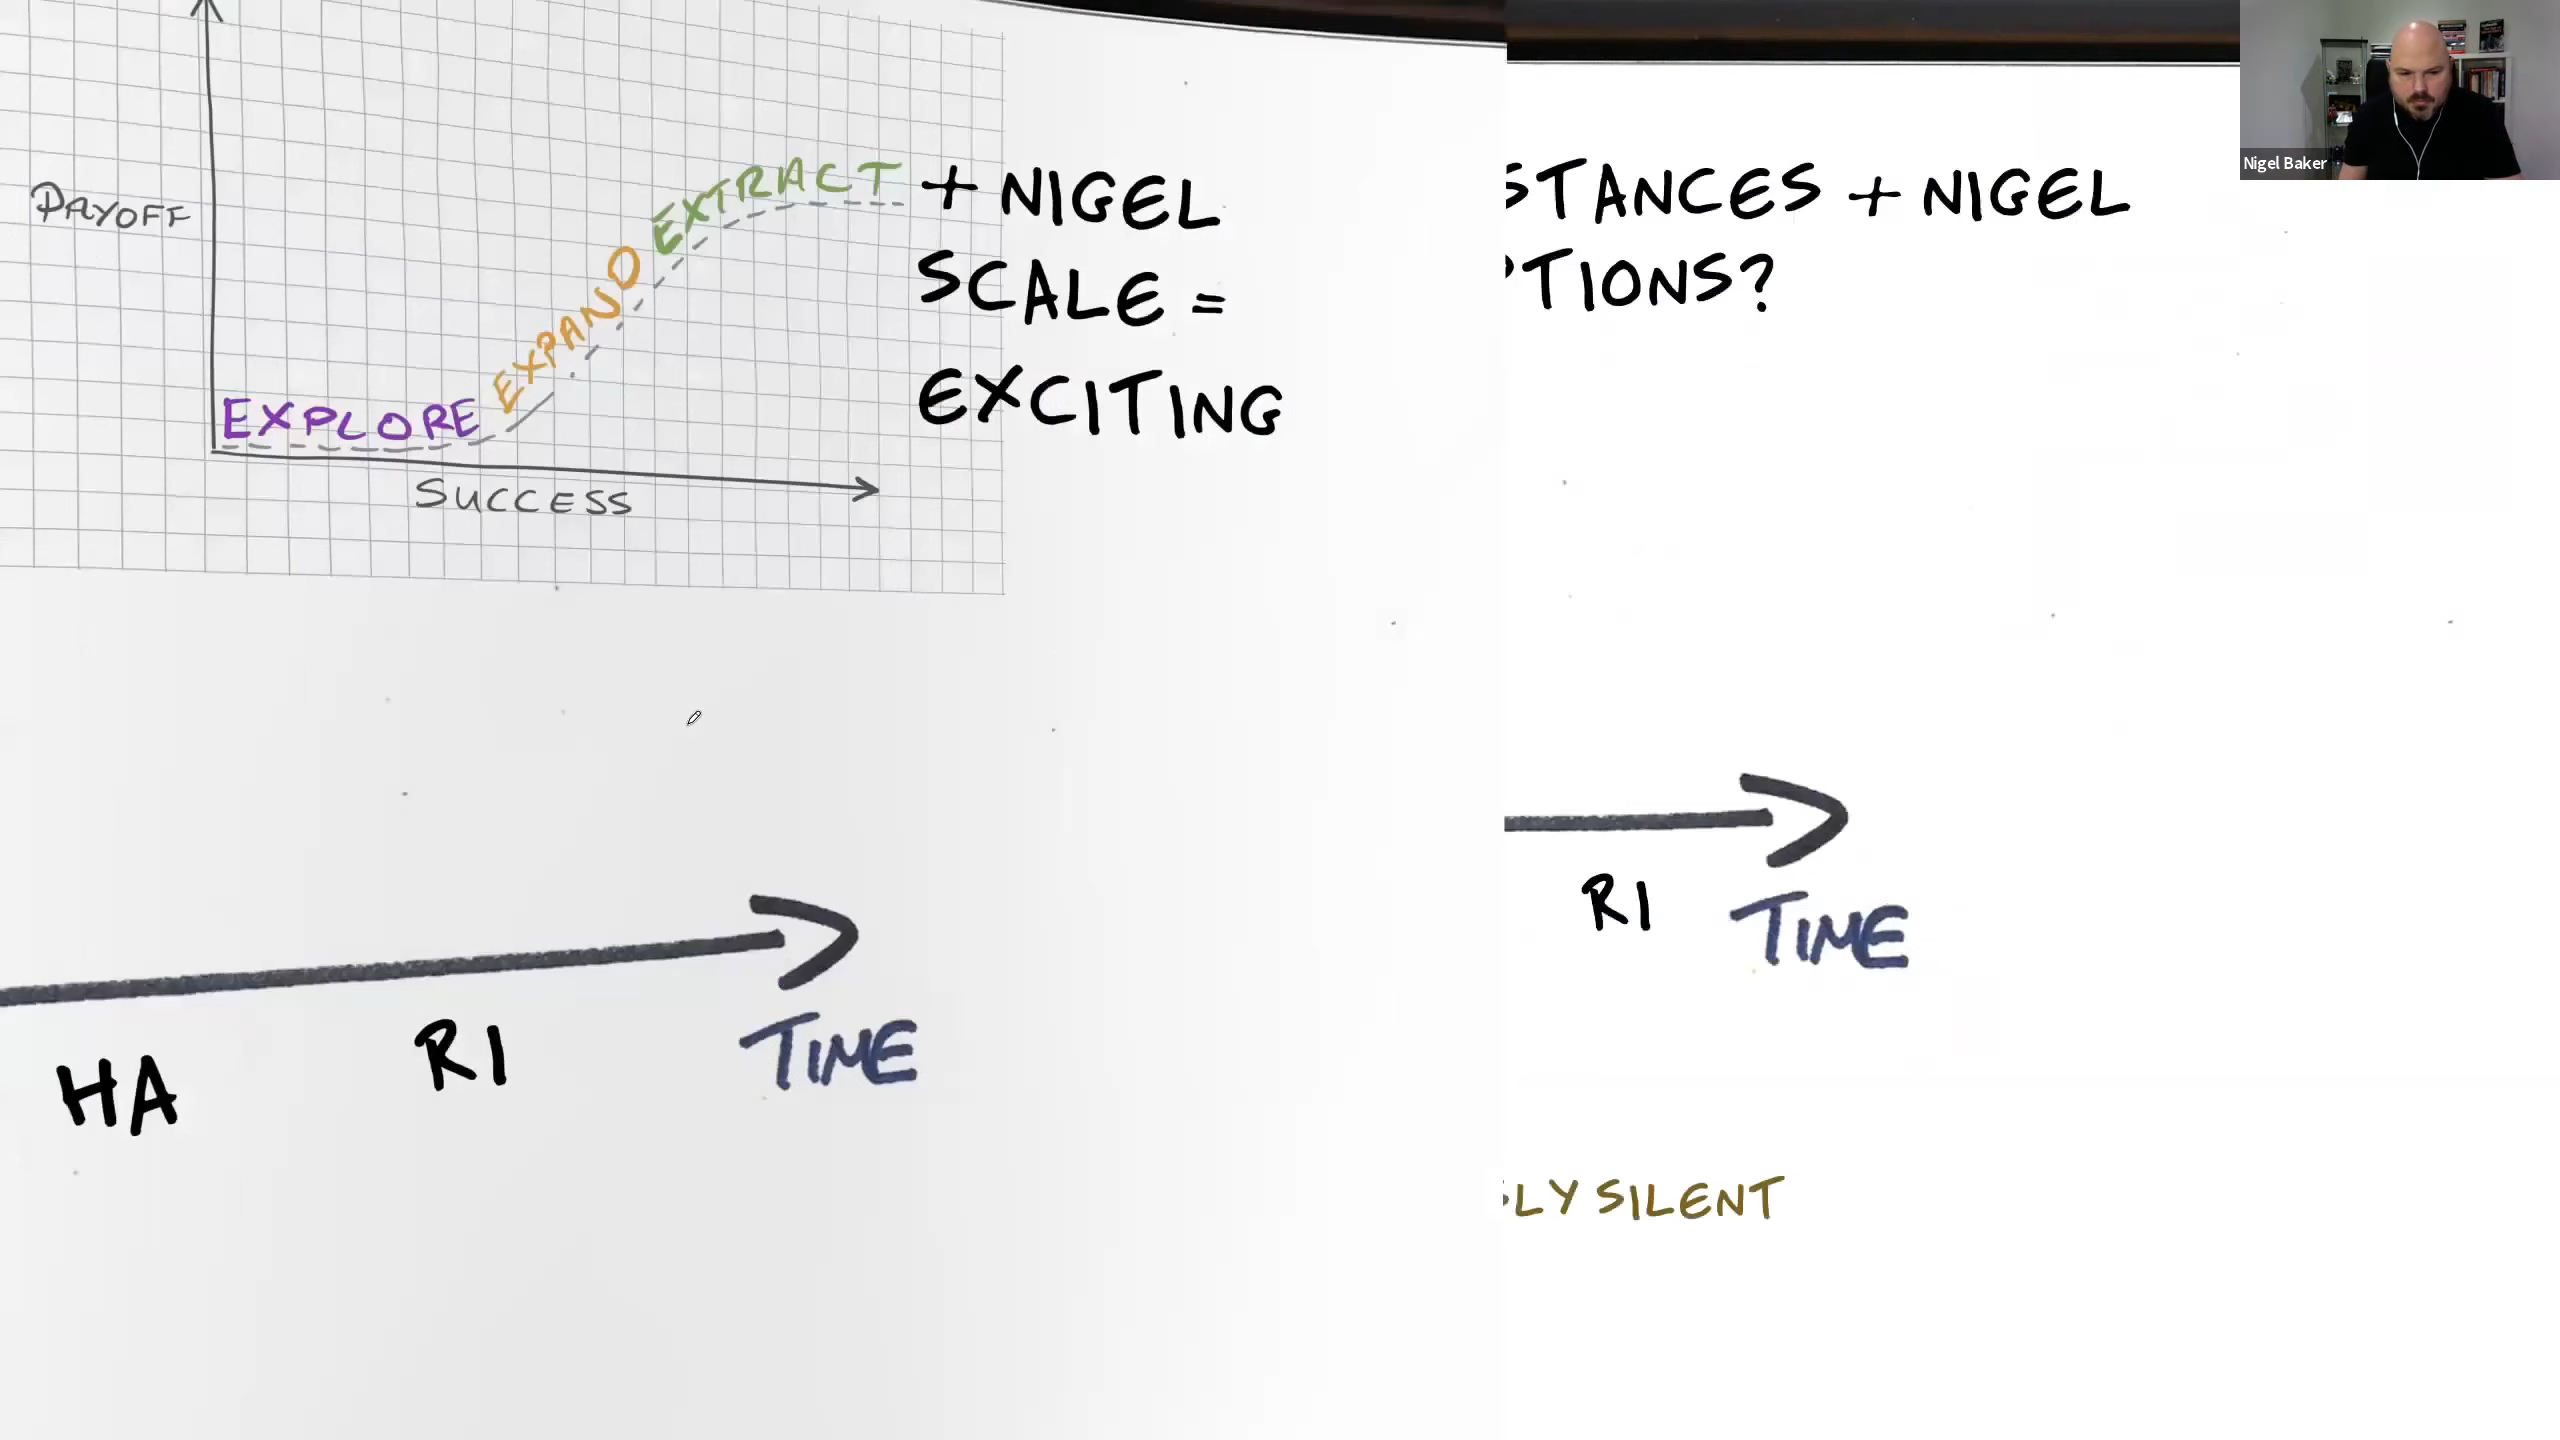 PAYOFF
EXPLORE
EXPAND
EXTRACT
SUCCESS
+ NIGEL
SCALE =
EXCITING
STANCES + NIGEL
PTIONS?
Nigel Baker
HA
RI
TIME
RI
TIME
LY SILENT